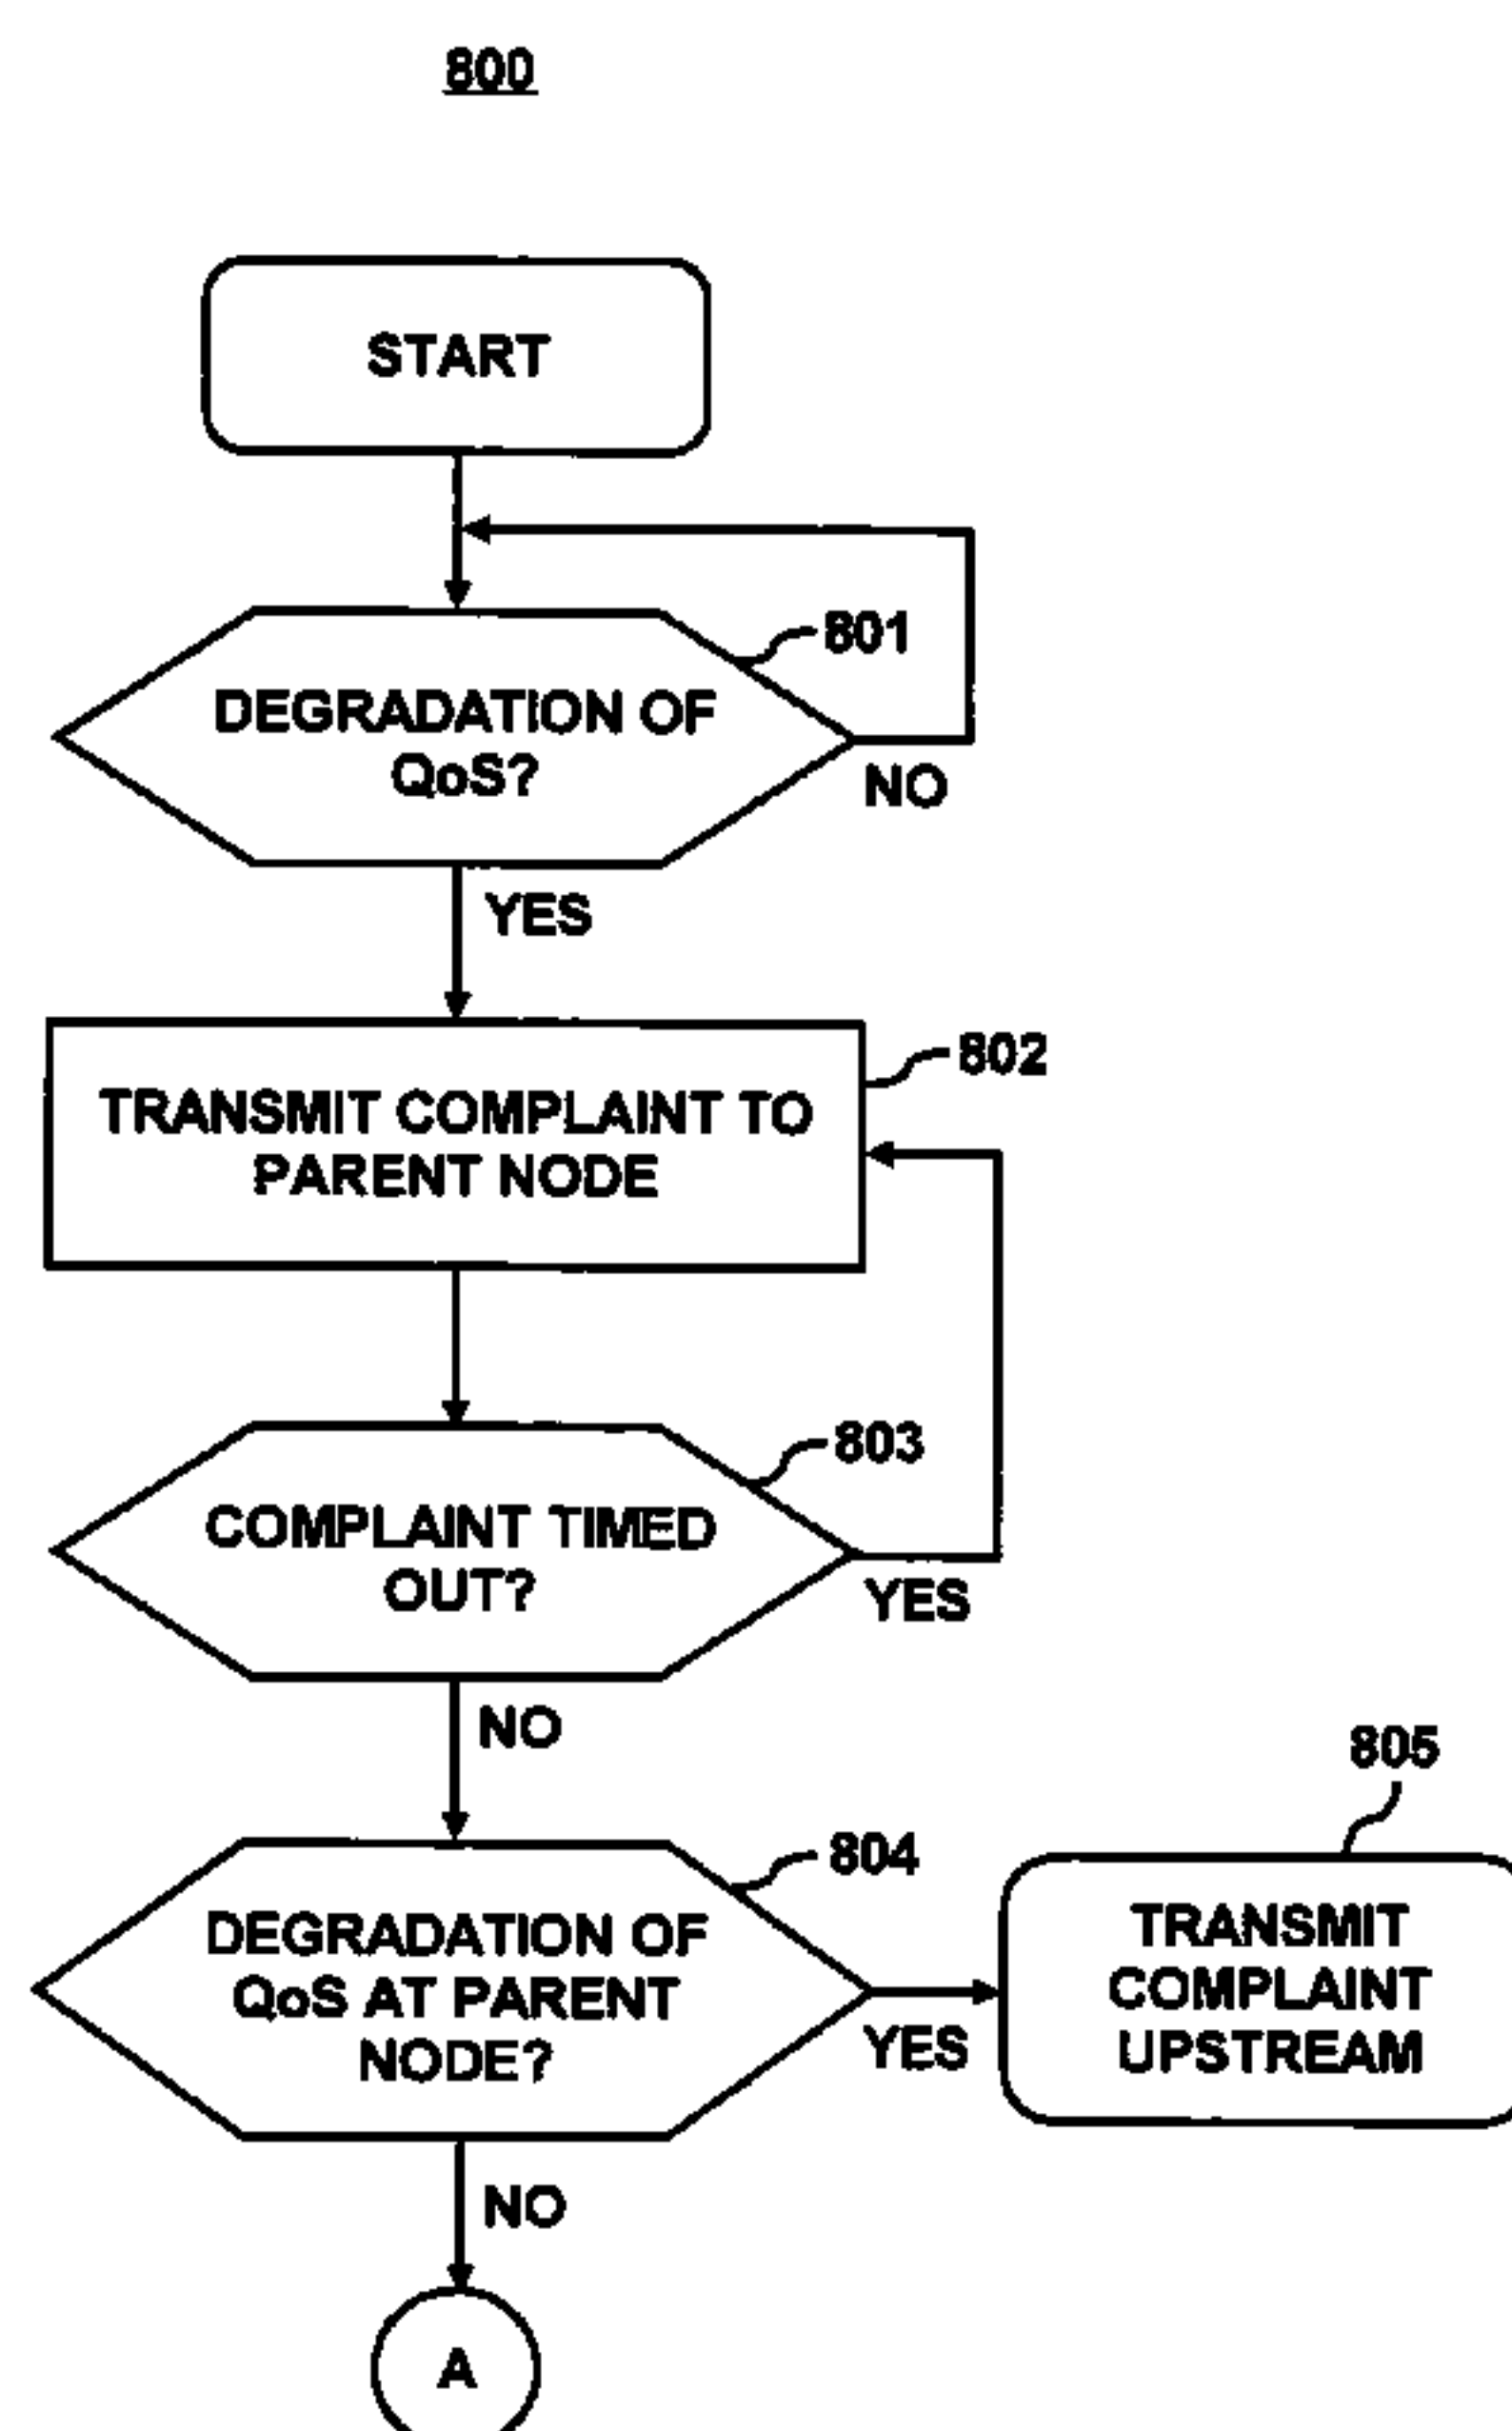 800
START
801
DEGRADATION OF
QoS?
NO
YES
802
TRANSMIT COMPLAINT TO
PARENT NODE
803
COMPLAINT TIMED
OUT?
YES
NO
805
804
DEGRADATION OF
QoS AT PARENT
NODE?
YES
TRANSMIT
COMPLAINT
UPSTREAM
NO
A